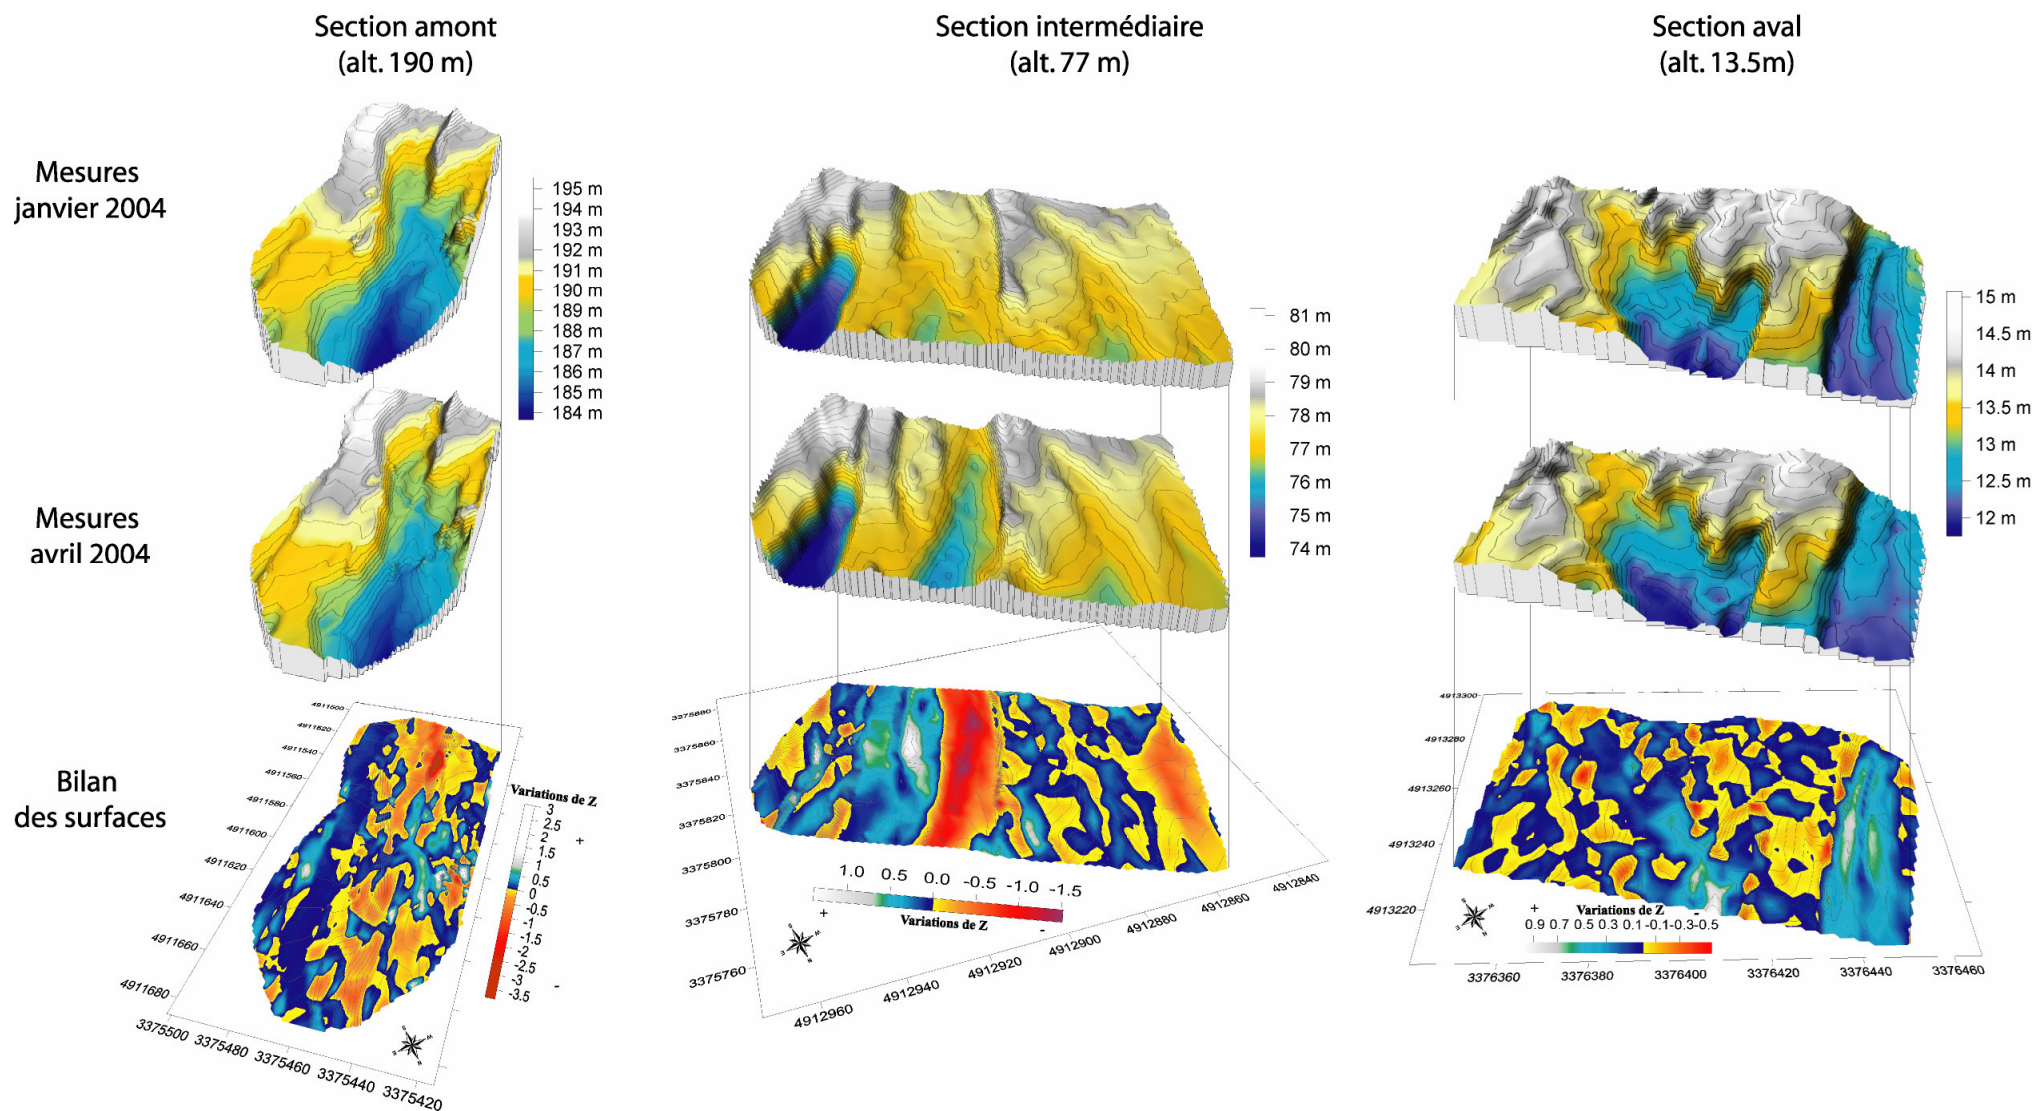 Section amont
(alt. 190 m)
Section intermédiaire
(alt. 77 m)
Section aval
(alt. 13.5m)
Mesures
janvier 2004
195 m
194 m
193 m
192 m
191 m
190 m
189 m
188 m
187 m
186 m
185 m
184 m
81 m
80 m
79 m
78 m
77 m
76 m
75 m
74 m
15 m
14.5 m
14 m
13.5 m
13 m
12.5 m
12 m
Mesures
avril 2004
Bilan
des surfaces
4911500
4911520
4911540
4911560
4911580
4911600
4911620
4911640
4911660
4911680
3375500
3375480
3375460
3375440
3375420
Variations de Z
3
2.5
2
1.5
1
0.5
0
-0.5
-1
-1.5
-2
-2.5
-3
-3.5
+
-
3375880
3375860
3375840
3375820
3375800
3375780
3375760
4912960
4912940
4912920
4912900
4912880
4912860
4912840
1.0 0.5 0.0 -0.5 -1.0 -1.5
+ Variations de Z -
4913300
4913280
4913260
4913240
4913220
+ Variations de Z -
0.9 0.7 0.5 0.3 0.1 -0.1 -0.3 -0.5
3376360
3376380
3376400
3376420
3376440
3376460